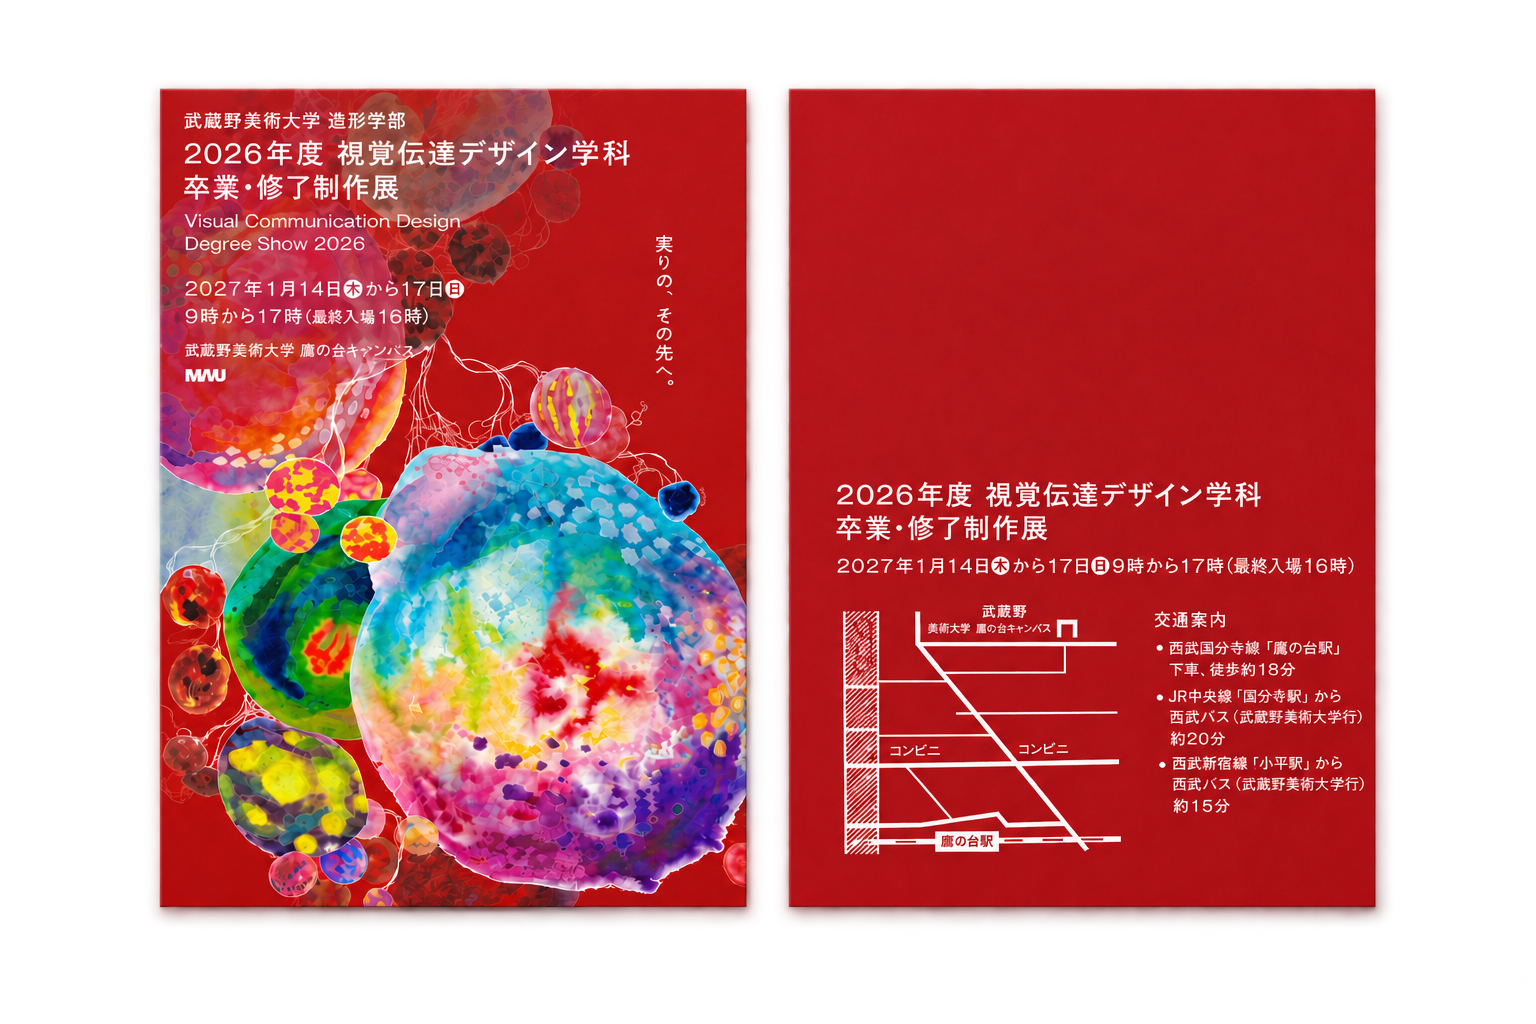 武蔵野美術大学 造形学部
2026年度 視覚伝達デザイン学科
卒業・修了制作展
Visual Communication Design
Degree Show 2026
2027年1月14日木から17日日
9時から17時（最終入場16時）
武蔵野美術大学 鷹の台キャンパス
MAU
実りの、その先へ。
2026年度 視覚伝達デザイン学科
卒業・修了制作展
2027年1月14日木から17日日9時から17時（最終入場16時）
武蔵野
美術大学 鷹の台キャンパス
コンビニ
コンビニ
鷹の台駅
交通案内
• 西武国分寺線「鷹の台駅」
下車、徒歩約18分
• JR中央線「国分寺駅」から
西武バス（武蔵野美術大学行）
約20分
• 西武新宿線「小平駅」から
西武バス（武蔵野美術大学行）
約15分